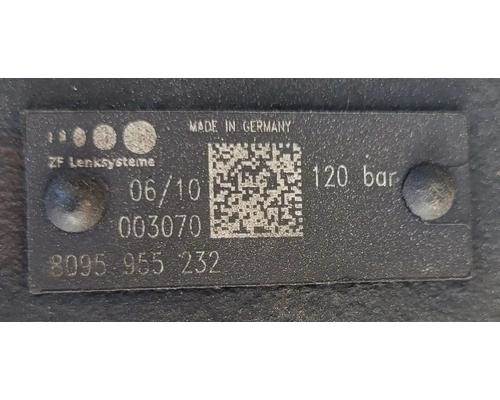 MADE IN GERMANY
ZF Lenksysteme
06/10
120 bar
003070
8095 955 232